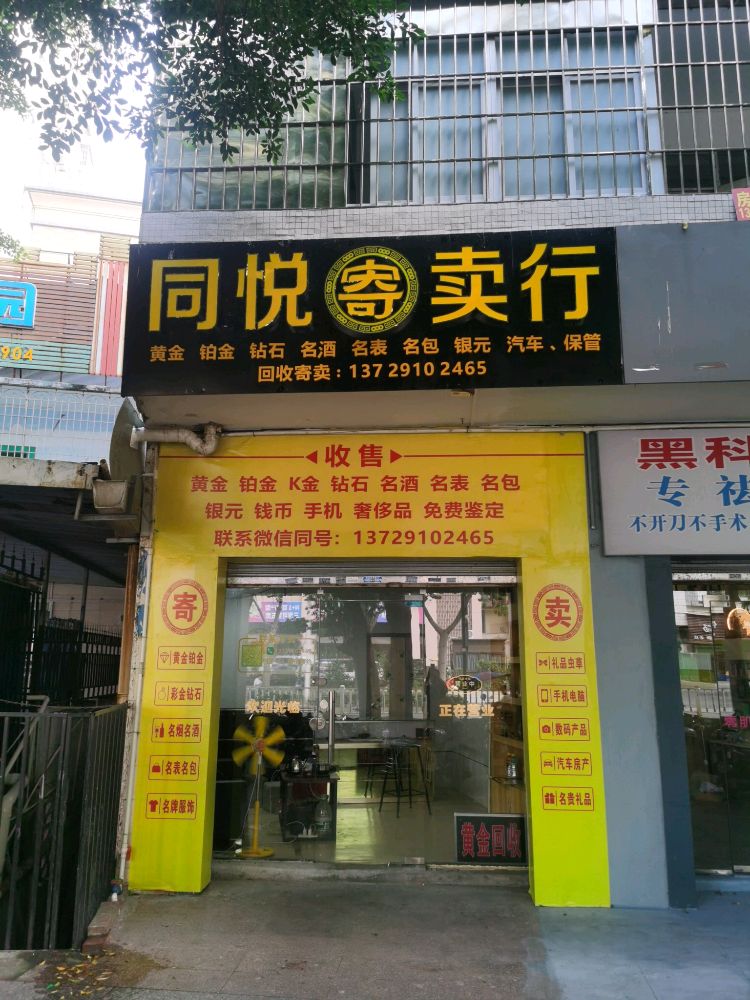 同悦寄卖行
黄金 铂金 钻石 名酒 名表 名包 银元 汽车、保管
回收寄卖:13729102465
904
收售
黄金 铂金 K金 钻石 名酒 名表 名包
银元 钱币 手机 奢侈品 免费鉴定
联系微信同号：13729102465
寄
黄金铂金
彩金钻石
名烟名酒
名表名包
名牌服饰
卖
礼品虫草
手机电脑
数码产品
汽车房产
名贵礼品
欢迎光临
正在营业
黄金回收
黑科
专 祛
不开刀不手术